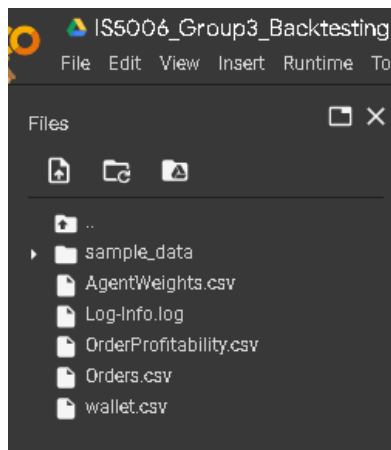 IS5006_Group3_Backtesting
File Edit View Insert Runtime To
Files
..
sample_data
AgentWeights.csv
Log-Info.log
OrderProfitability.csv
Orders.csv
wallet.csv